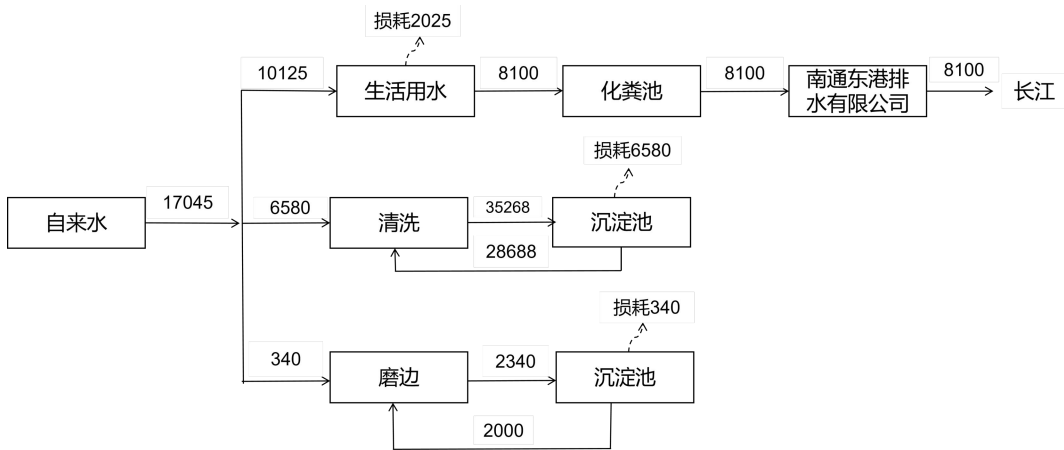 损耗2025
10125
生活用水
8100
化粪池
8100
南通东港排
水有限公司
8100
长江
损耗6580
自来水
17045
6580
清洗
35268
沉淀池
28688
损耗340
340
磨边
2340
沉淀池
2000